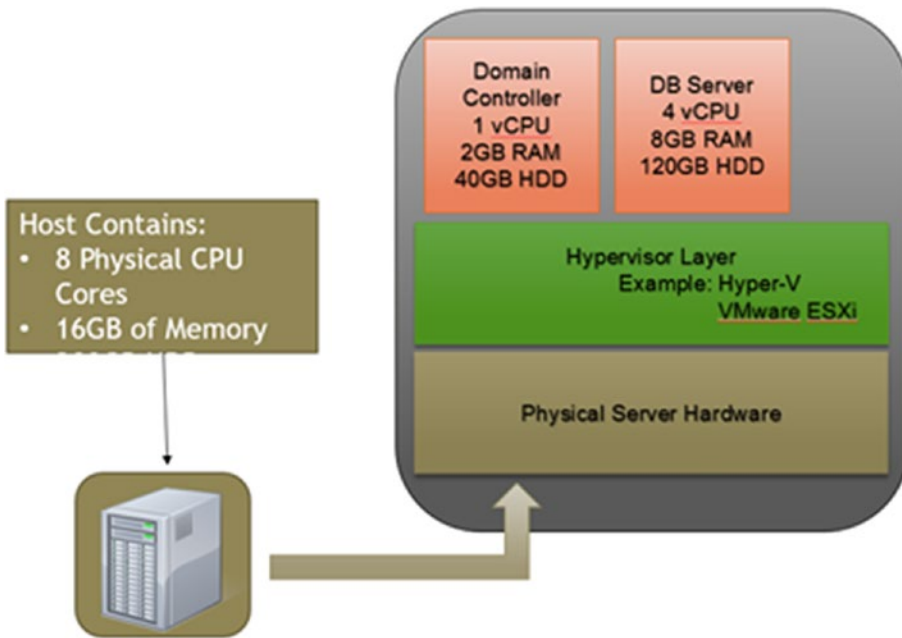 Host Contains:
• 8 Physical CPU
Cores
• 16GB of Memory
Domain
Controller
1 vCPU
2GB RAM
40GB HDD
DB Server
4 vCPU
8GB RAM
120GB HDD
Hypervisor Layer
Example: Hyper-V
VMware ESXi
Physical Server Hardware